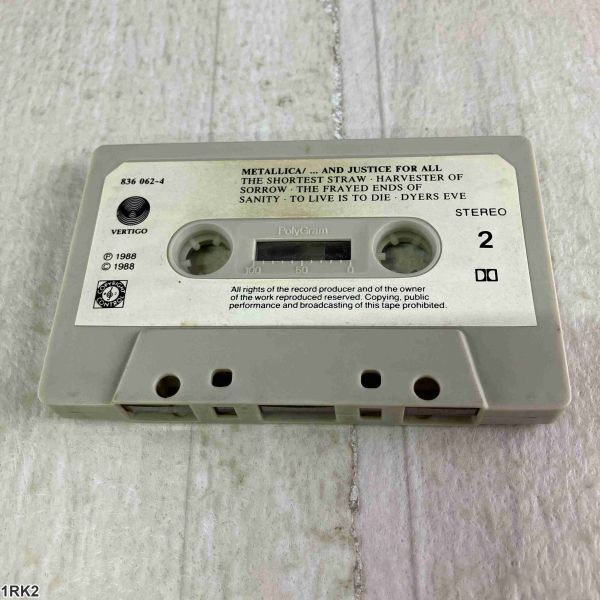 836 062-4
METALLICA/ ... AND JUSTICE FOR ALL
THE SHORTEST STRAW · HARVESTER OF
SORROW · THE FRAYED ENDS OF
SANITY · TO LIVE IS TO DIE · DYERS EVE
STEREO
2
VERTIGO
PolyGram
100 50 0
℗ 1988
© 1988
COPYRIGHT CONTROL
All rights of the record producer and of the owner
of the work reproduced reserved. Copying, public
performance and broadcasting of this tape prohibited.
1RK2